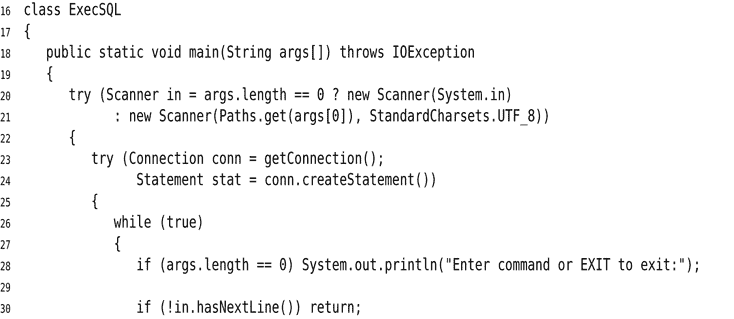 16 class ExecSQL
17 {
18    public static void main(String args[]) throws IOException
19    {
20       try (Scanner in = args.length == 0 ? new Scanner(System.in)
21             : new Scanner(Paths.get(args[0]), StandardCharsets.UTF_8))
22       {
23          try (Connection conn = getConnection();
24                Statement stat = conn.createStatement())
25          {
26             while (true)
27             {
28                if (args.length == 0) System.out.println("Enter command or EXIT to exit:");
29
30                if (!in.hasNextLine()) return;